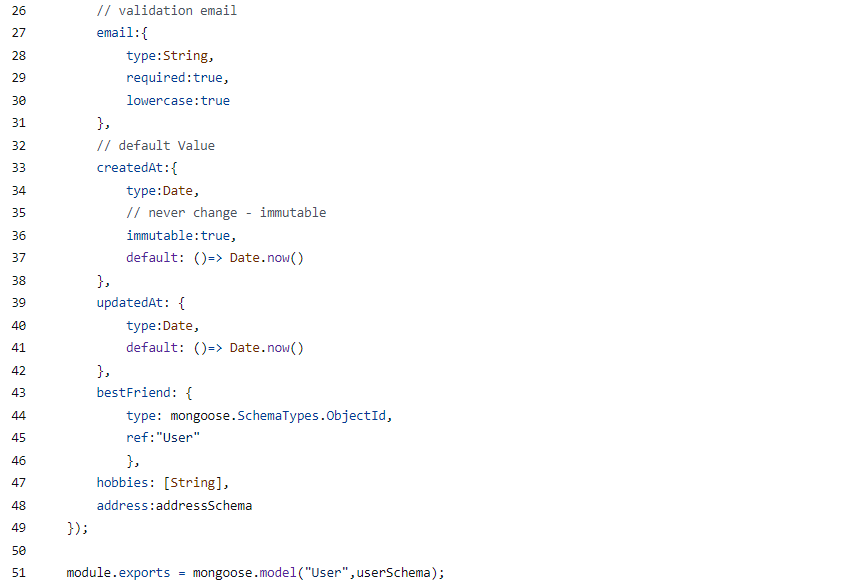 26 // validation email
27 email:{
28 type:String,
29 required:true,
30 lowercase:true
31 },
32 // default Value
33 createdAt:{
34 type:Date,
35 // never change - immutable
36 immutable:true,
37 default: ()=> Date.now()
38 },
39 updatedAt: {
40 type:Date,
41 default: ()=> Date.now()
42 },
43 bestFriend: {
44 type: mongoose.SchemaTypes.ObjectId,
45 ref:"User"
46 },
47 hobbies: [String],
48 address:addressSchema
49 });
50
51 module.exports = mongoose.model("User",userSchema);